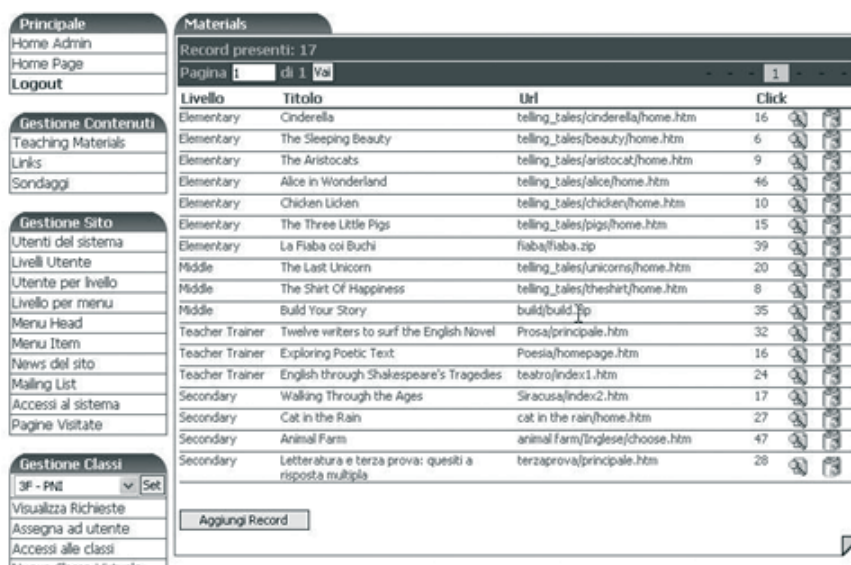 Principale
Home Admin
Home Page
Logout
Gestione Contenuti
Teaching Materials
Links
Sondaggi
Gestione Sito
Utenti del sistema
Livelli Utente
Utente per livello
Livello per menu
Menu Head
Menu Item
News del sito
Mailing List
Accessi al sistema
Pagine Visitate
Gestione Classi
3F - PNI Set
Visualizza Richieste
Assegna ad utente
Accessi alle classi
Materials
Record presenti: 17
Pagina 1 di 1 Vai - - - 1 - - -
Livello Titolo Url Click
Elementary Cinderella telling_tales/cinderella/home.htm 16
Elementary The Sleeping Beauty telling_tales/beauty/home.htm 6
Elementary The Aristocats telling_tales/aristocat/home.htm 9
Elementary Alice in Wonderland telling_tales/alice/home.htm 46
Elementary Chicken Licken telling_tales/chicken/home.htm 10
Elementary The Three Little Pigs telling_tales/pigs/home.htm 15
Elementary La Fiaba coi Buchi fiaba/fiaba.zip 39
Middle The Last Unicorn telling_tales/unicorns/home.htm 20
Middle The Shirt Of Happiness telling_tales/theshirt/home.htm 8
Middle Build Your Story build/build.zip 35
Teacher Trainer Twelve writers to surf the English Novel Prosa/principale.htm 32
Teacher Trainer Exploring Poetic Text Poesia/homepage.htm 16
Teacher Trainer English through Shakespeare's Tragedies teatro/index1.htm 24
Secondary Walking Through the Ages Siracusa/index2.htm 17
Secondary Cat in the Rain cat in the rain/home.htm 27
Secondary Animal Farm animal farm/Inglese/choose.htm 47
Secondary Letteratura e terza prova: quesiti a terzaprova/principale.htm 28
risposta multipla
Aggiungi Record